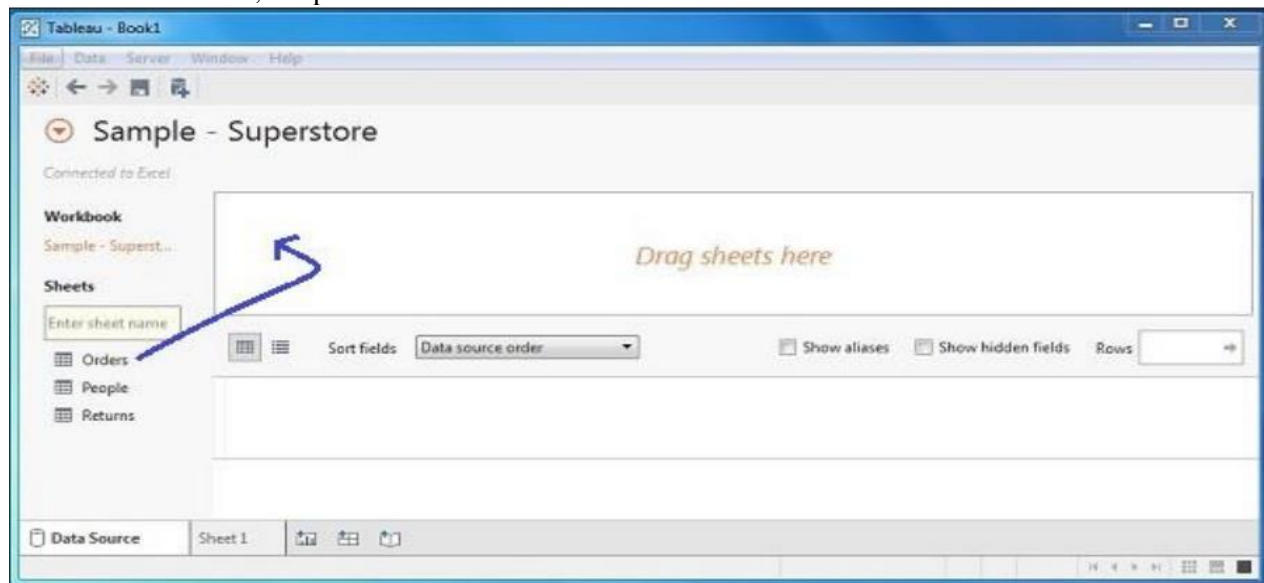 Tableau - Book1
File Data Server Window Help
Sample - Superstore
Connected to Excel
Workbook
Sample - Superst...
Drag sheets here
Sheets
Enter sheet name
Sort fields Data source order Show aliases Show hidden fields Rows
Orders
People
Returns
Data Source Sheet 1